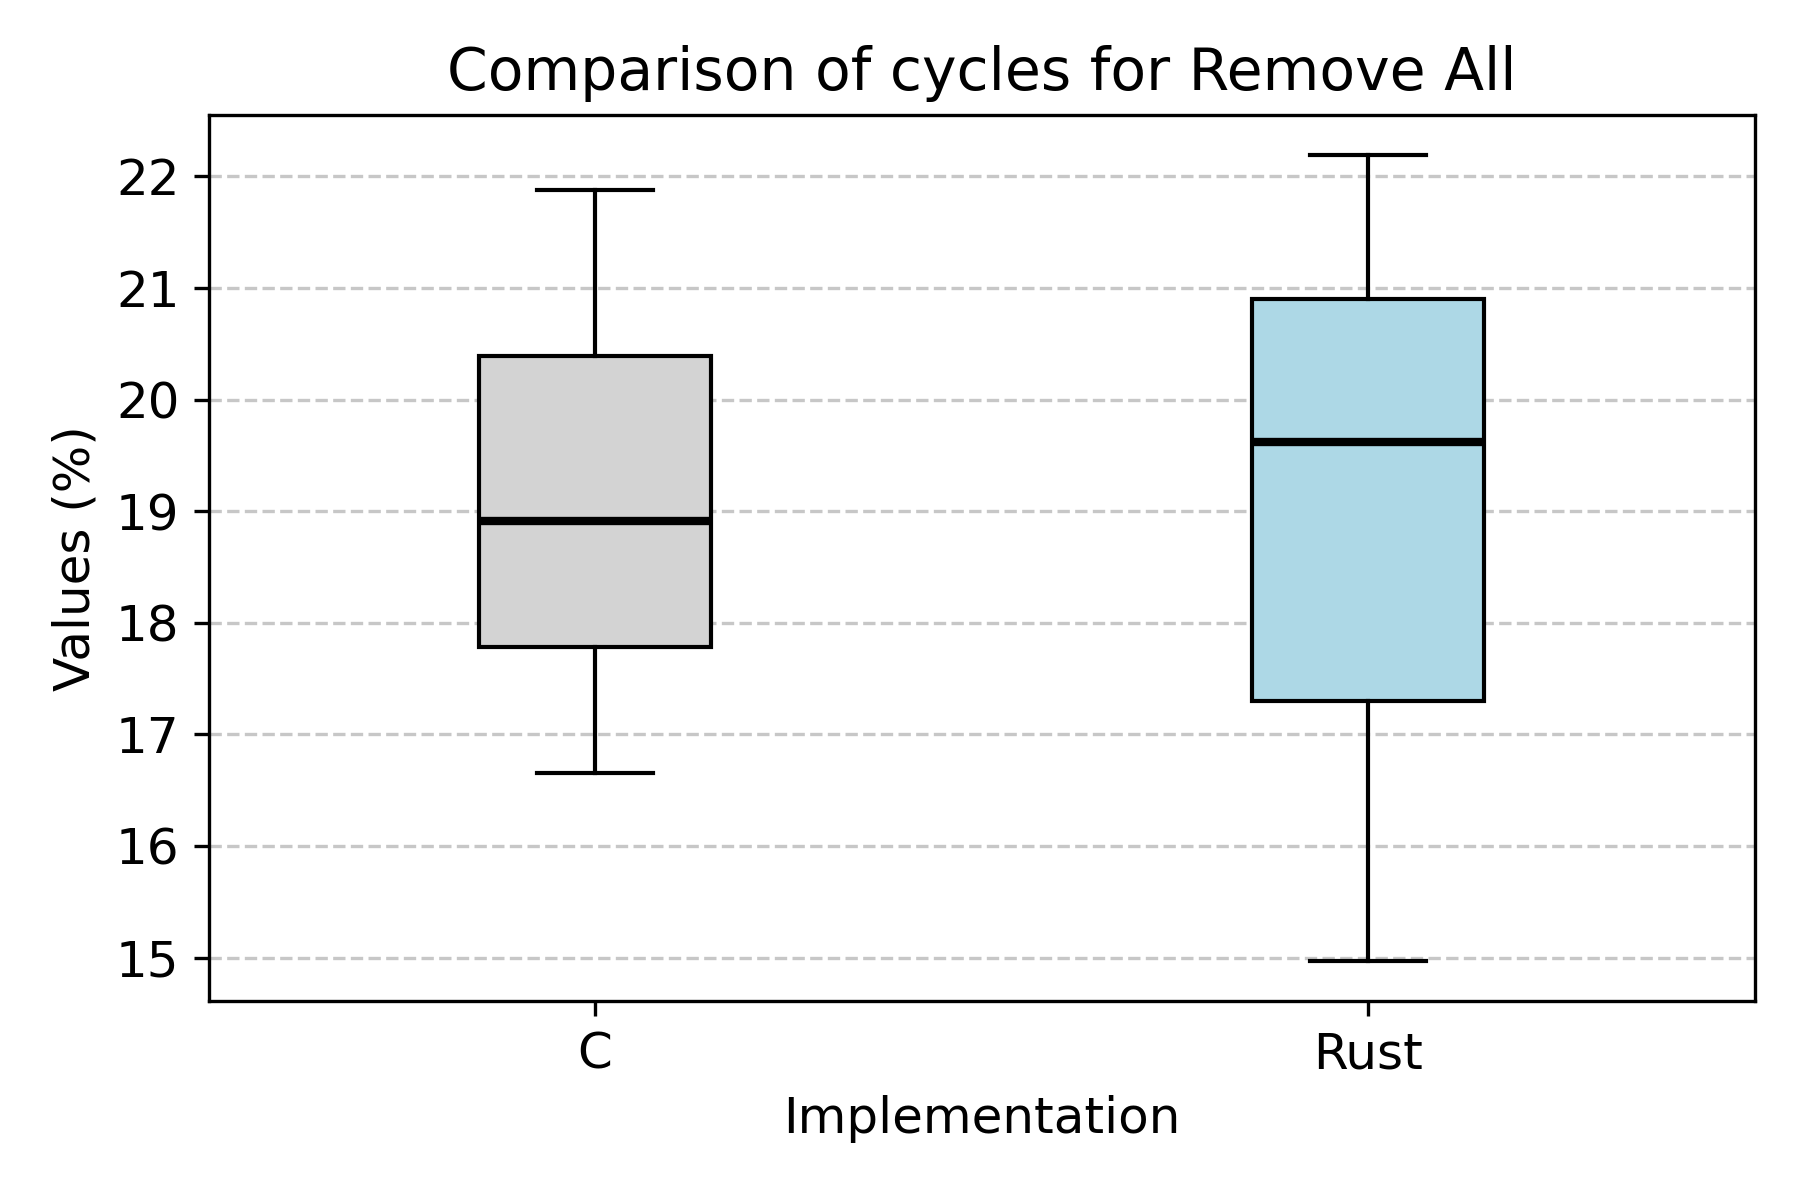 Comparison of cycles for Remove All
Values (%)
22
21
20
19
18
17
16
15
C
Rust
Implementation